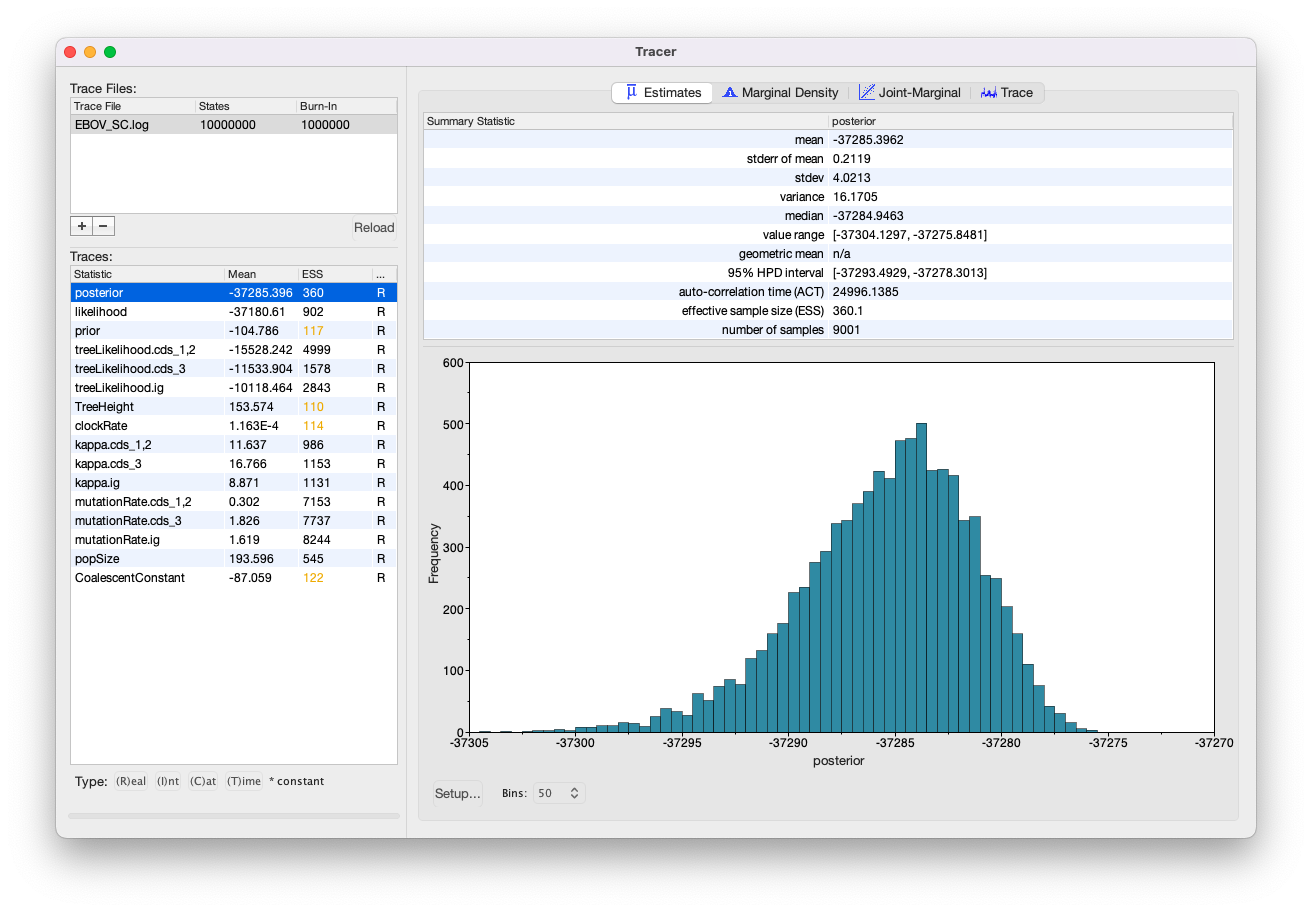 Tracer
Trace Files:
Trace File States Burn-In
EBOV_SC.log 10000000 1000000
+ −
Reload
Traces:
Statistic Mean ESS ...
posterior -37285.396 360 R
likelihood -37180.61 902 R
prior -104.786 117 R
treeLikelihood.cds_1,2 -15528.242 4999 R
treeLikelihood.cds_3 -11533.904 1578 R
treeLikelihood.ig -10118.464 2843 R
TreeHeight 153.574 110 R
clockRate 1.163E-4 114 R
kappa.cds_1,2 11.637 986 R
kappa.cds_3 16.766 1153 R
kappa.ig 8.871 1131 R
mutationRate.cds_1,2 0.302 7153 R
mutationRate.cds_3 1.826 7737 R
mutationRate.ig 1.619 8244 R
popSize 193.596 545 R
CoalescentConstant -87.059 122 R
Type: (R)eal (I)nt (C)at (T)ime * constant
μ Estimates Marginal Density Joint-Marginal Trace
Summary Statistic posterior
mean -37285.3962
stderr of mean 0.2119
stdev 4.0213
variance 16.1705
median -37284.9463
value range [-37304.1297, -37275.8481]
geometric mean n/a
95% HPD interval [-37293.4929, -37278.3013]
auto-correlation time (ACT) 24996.1385
effective sample size (ESS) 360.1
number of samples 9001
Frequency
600
500
400
300
200
100
0
-37305 -37300 -37295 -37290 -37285 -37280 -37275 -37270
posterior
Setup... Bins: 50